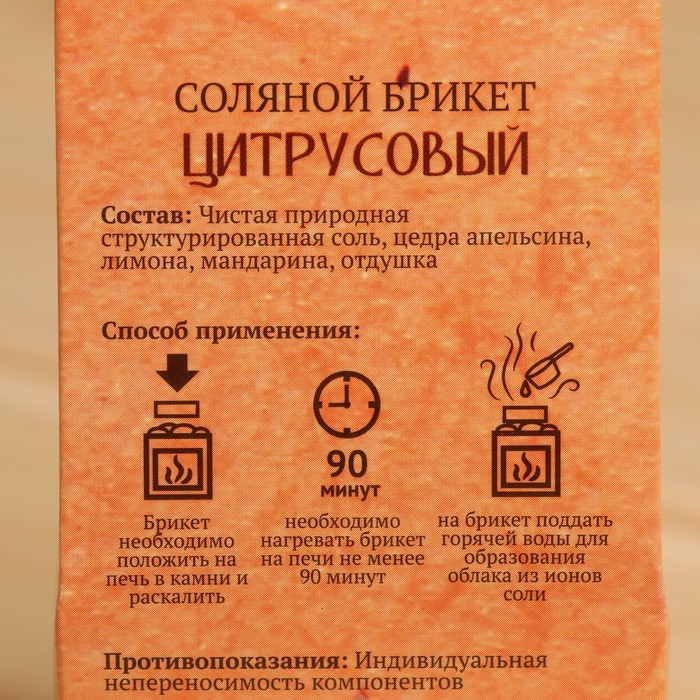 СОЛЯНОЙ БРИКЕТ
ЦИТРУСОВЫЙ
Состав: Чистая природная
структурированная соль, цедра апельсина,
лимона, мандарина, отдушка
Способ применения:
90
минут
Брикет
необходимо
положить на
печь в камни и
раскалить
необходимо
нагревать брикет
на печи не менее
90 минут
на брикет поддать
горячей воды для
образования
облака из ионов
соли
Противопоказания: Индивидуальная
непереносимость компонентов